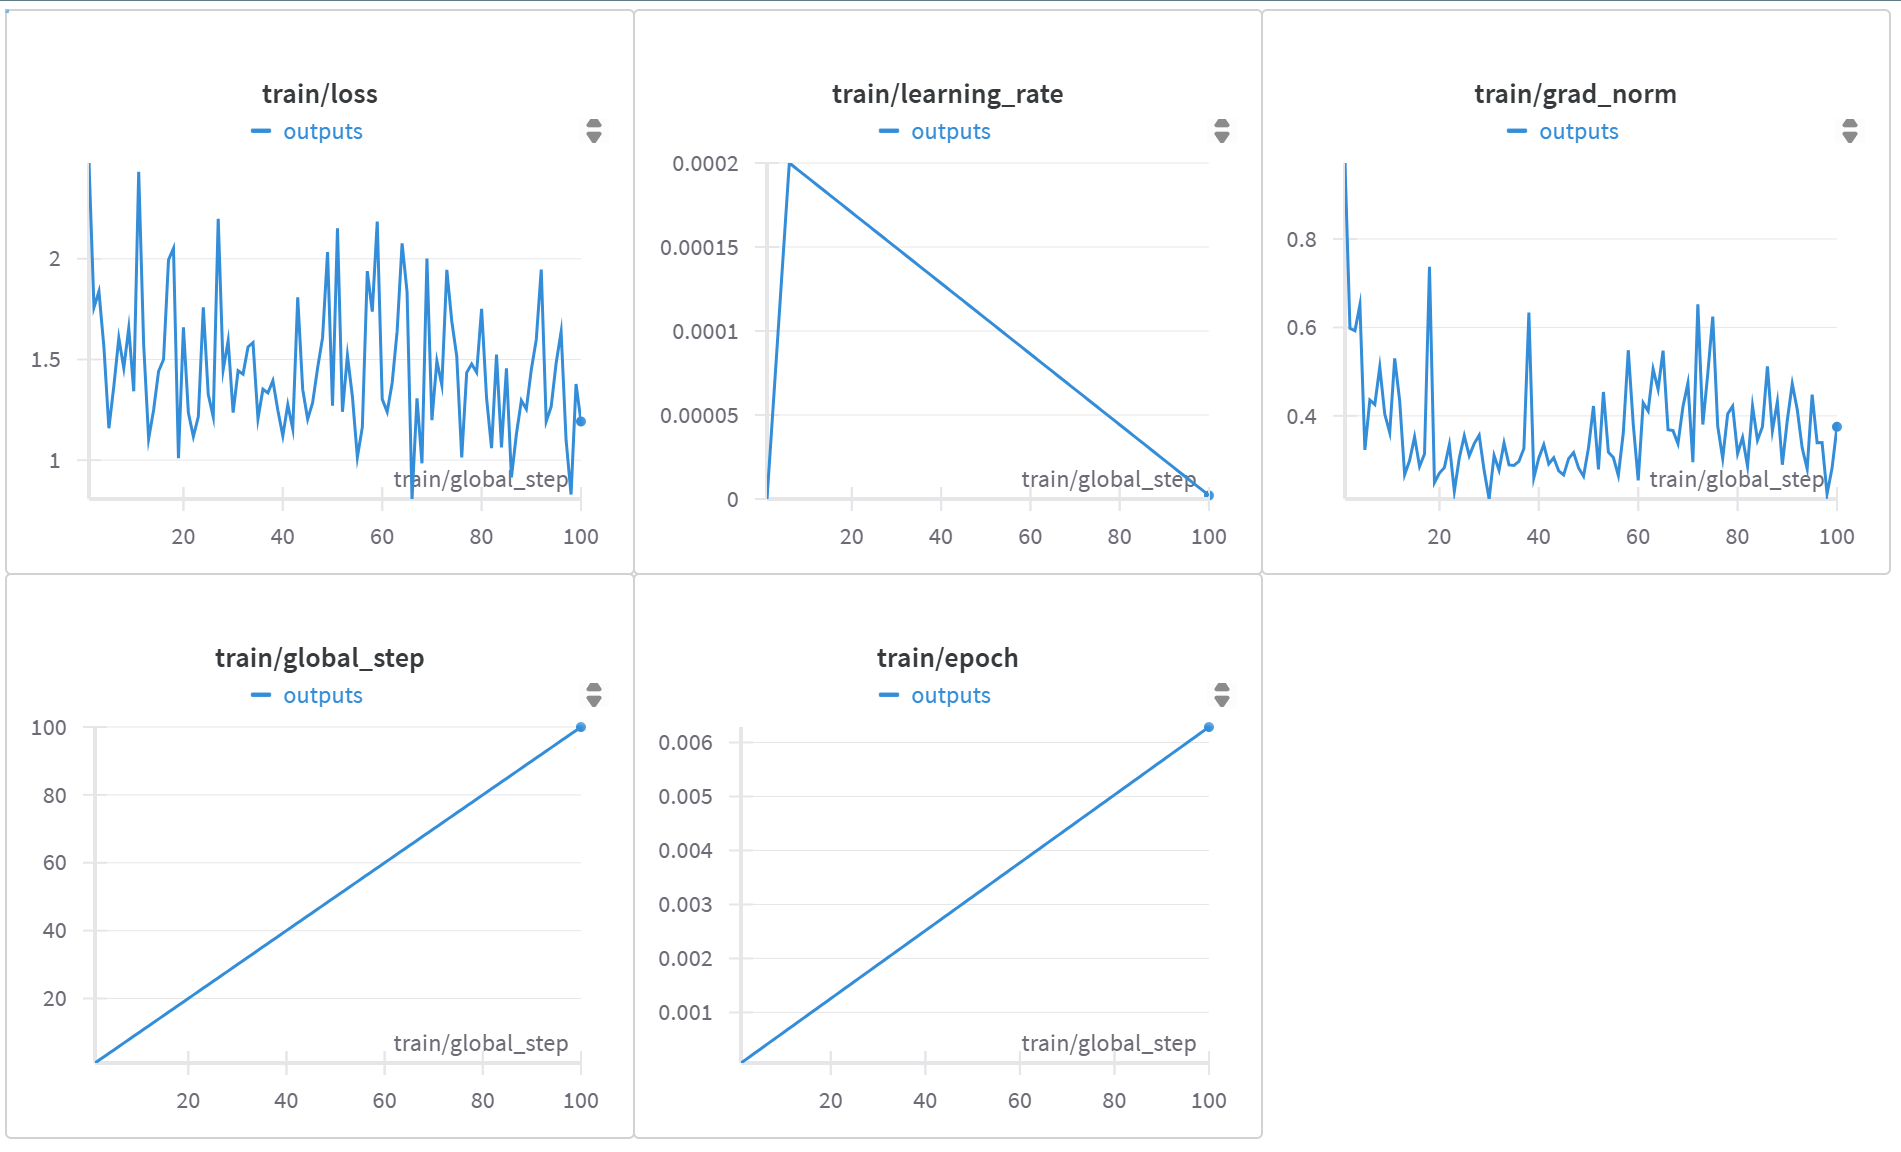 train/loss
outputs
2
1.5
1
train/global_step
20 40 60 80 100
train/learning_rate
outputs
0.0002
0.00015
0.0001
0.00005
0
train/global_step
20 40 60 80 100
train/grad_norm
outputs
0.8
0.6
0.4
train/global_step
20 40 60 80 100
train/global_step
outputs
100
80
60
40
20
train/global_step
20 40 60 80 100
train/epoch
outputs
0.006
0.005
0.004
0.003
0.002
0.001
train/global_step
20 40 60 80 100